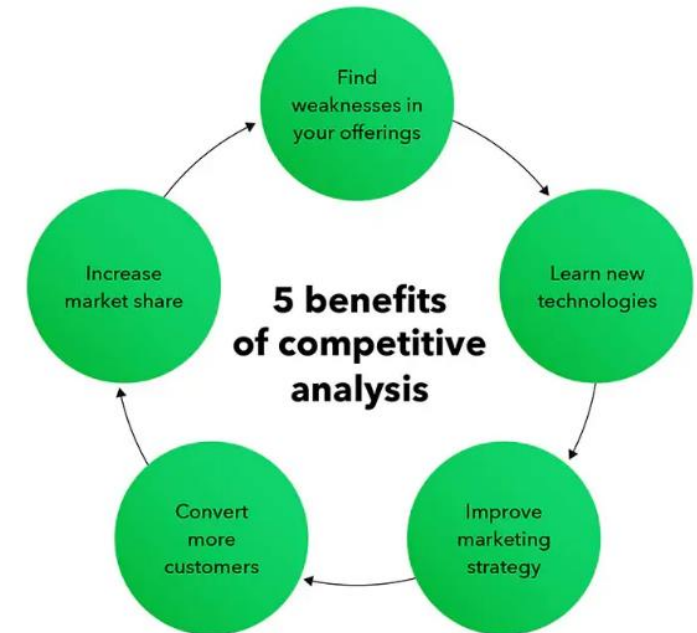 Find
weaknesses in
your offerings
Learn new
technologies
Improve
marketing
strategy
Convert
more
customers
Increase
market share
5 benefits
of competitive
analysis